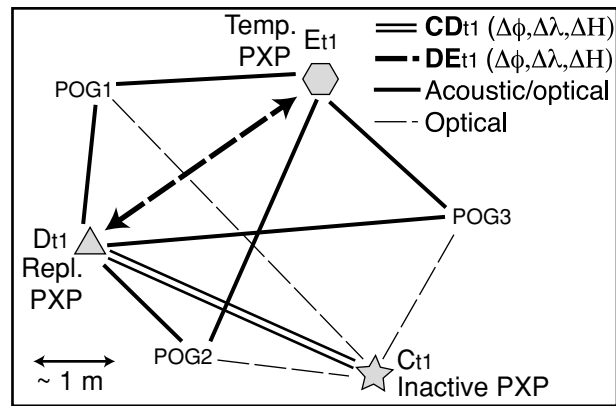 Temp.
PXP
Et1
CDt1 (Δϕ,Δλ,ΔH)
DEt1 (Δϕ,Δλ,ΔH)
Acoustic/optical
Optical
POG1
POG3
Dt1
Repl.
PXP
POG2
~ 1 m
Ct1
Inactive PXP